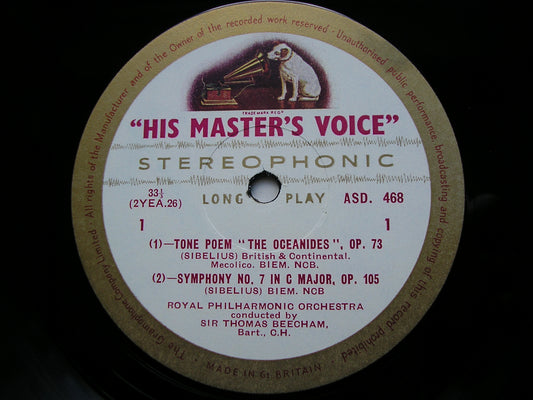 The Gramophone Company Limited · All rights of the Manufacturer and of the Owner of the recorded work reserved · Unauthorised public performance, broadcasting and copying of this record prohibited
TRADE MARK REGD
"HIS MASTER'S VOICE"
STEREOPHONIC
33⅓ LONG PLAY ASD. 468
(2YEA.26)
1 1
(1)—TONE POEM "THE OCEANIDES", OP. 73
(SIBELIUS) British & Continental.
Mecolico. BIEM. NCB.
(2)—SYMPHONY NO. 7 IN C MAJOR, OP. 105
(SIBELIUS) BIEM. NCB
ROYAL PHILHARMONIC ORCHESTRA
conducted by
SIR THOMAS BEECHAM,
Bart., C.H.
MADE IN Gt BRITAIN